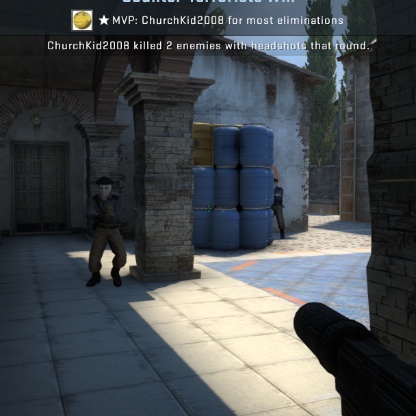 Counter-Terrorists Win
★ MVP: ChurchKid2008 for most eliminations
ChurchKid2008 killed 2 enemies with headshots that round.